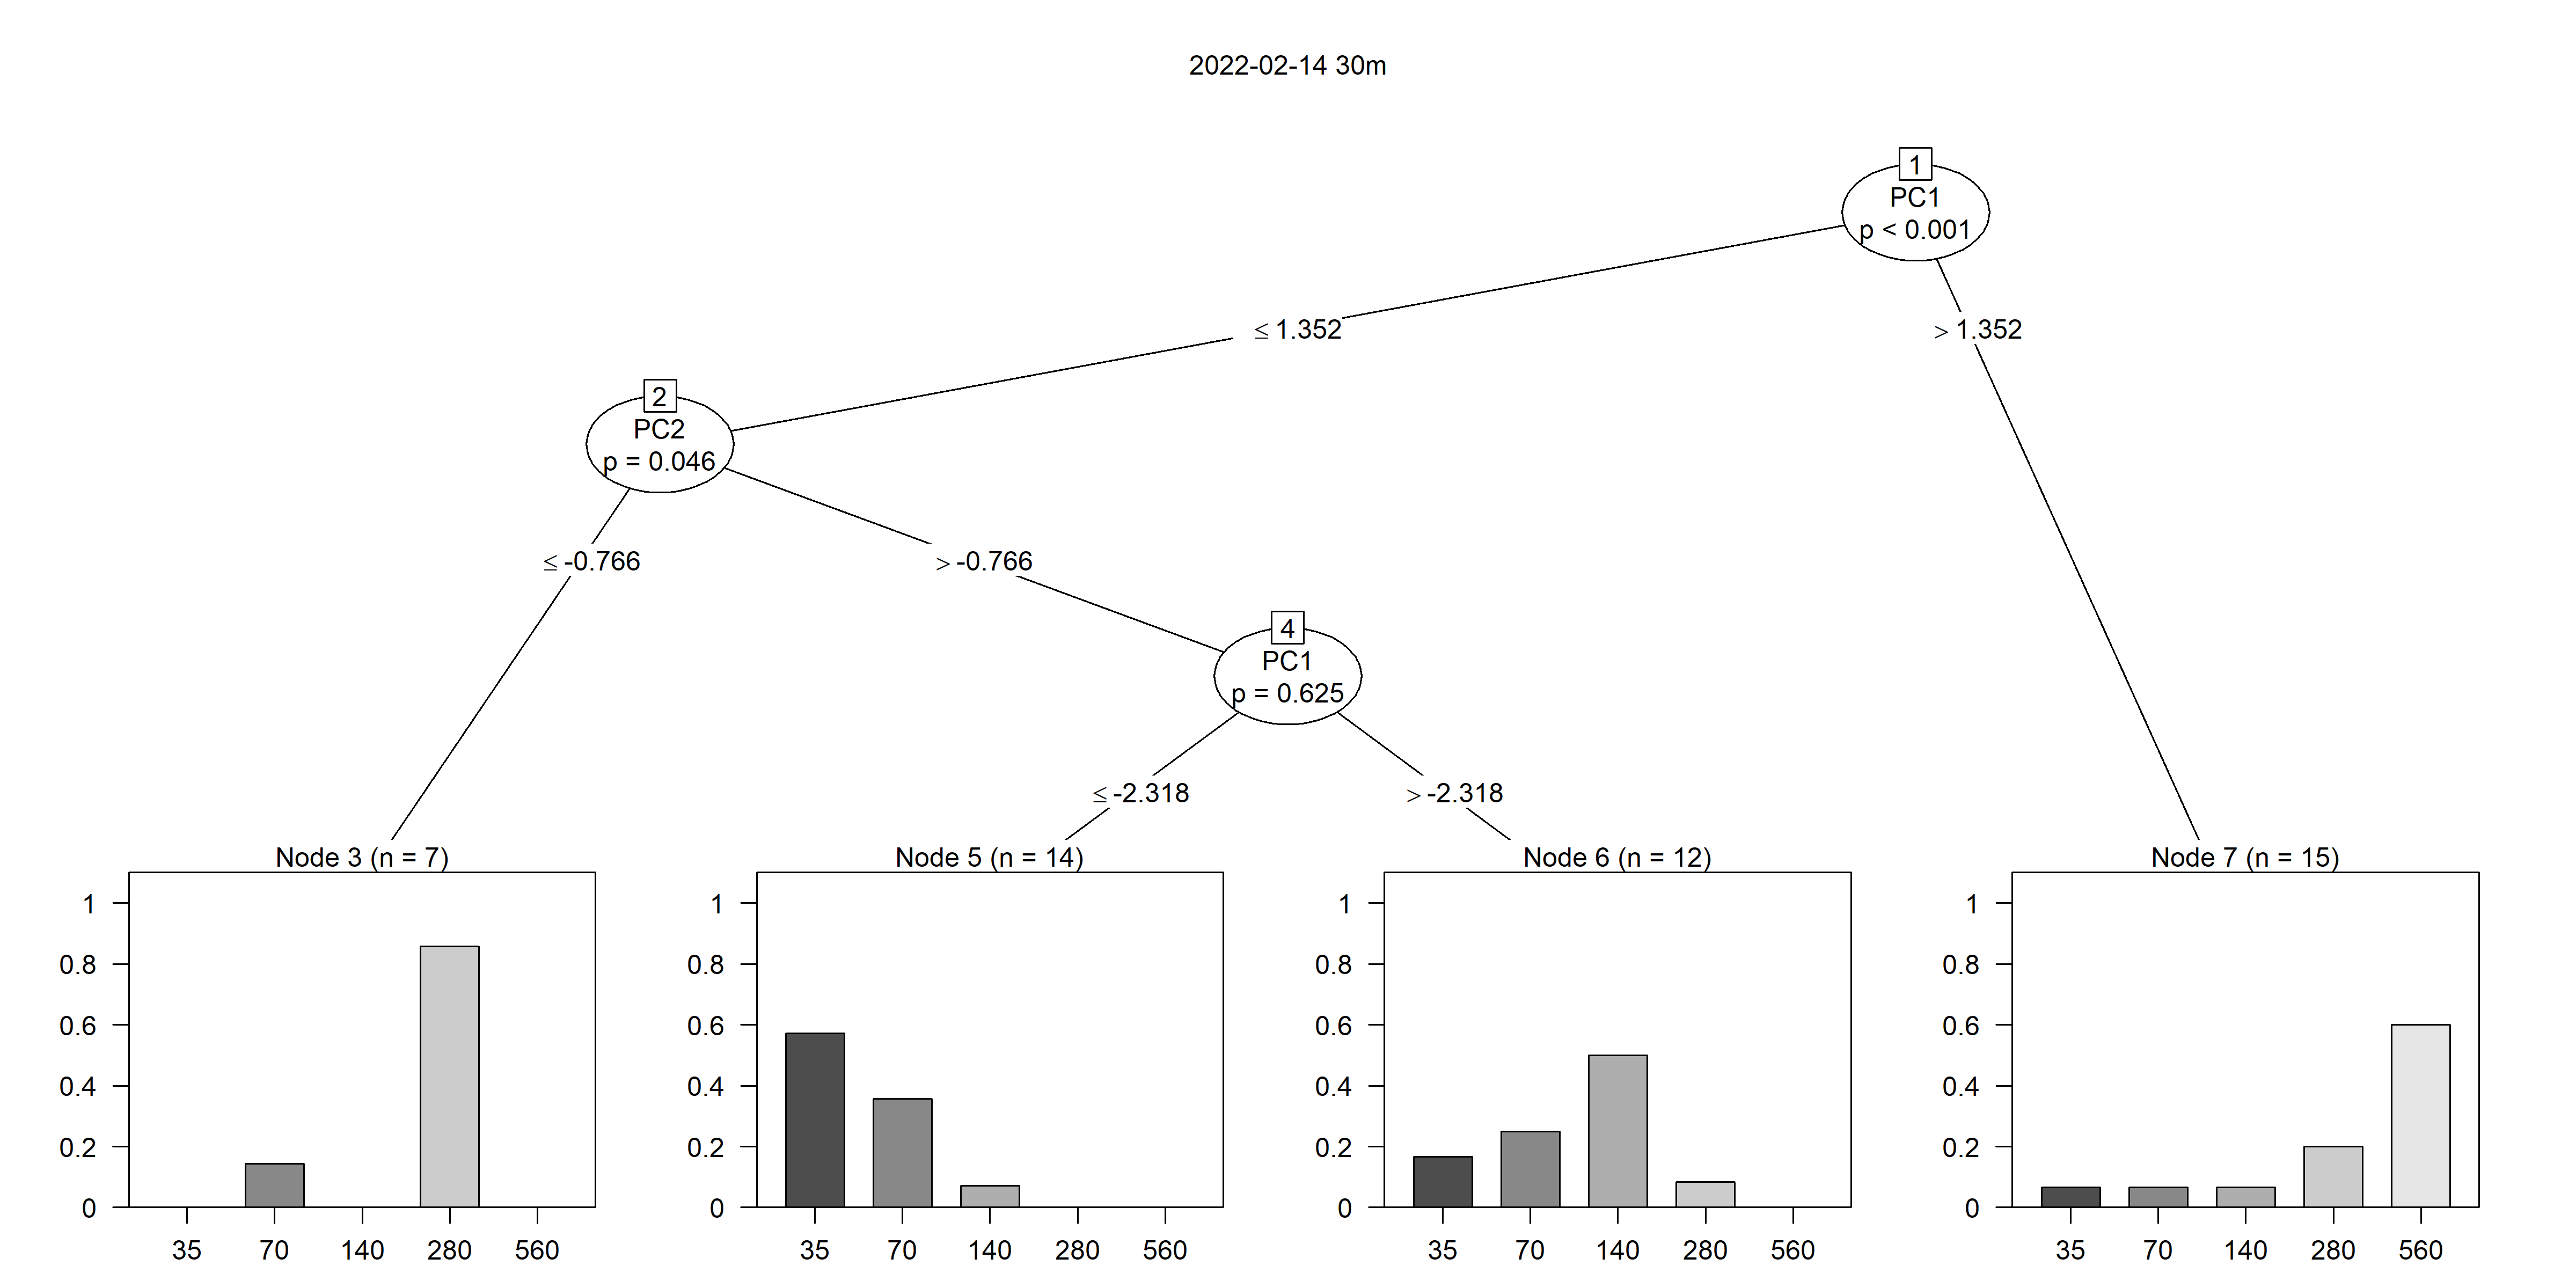 2022-02-14 30m
1
PC1
p < 0.001
≤ 1.352
> 1.352
2
PC2
p = 0.046
≤ -0.766
> -0.766
4
PC1
p = 0.625
≤ -2.318
> -2.318
Node 3 (n = 7)
1
0.8
0.6
0.4
0.2
0
35 70 140 280 560
Node 5 (n = 14)
1
0.8
0.6
0.4
0.2
0
35 70 140 280 560
Node 6 (n = 12)
1
0.8
0.6
0.4
0.2
0
35 70 140 280 560
Node 7 (n = 15)
1
0.8
0.6
0.4
0.2
0
35 70 140 280 560